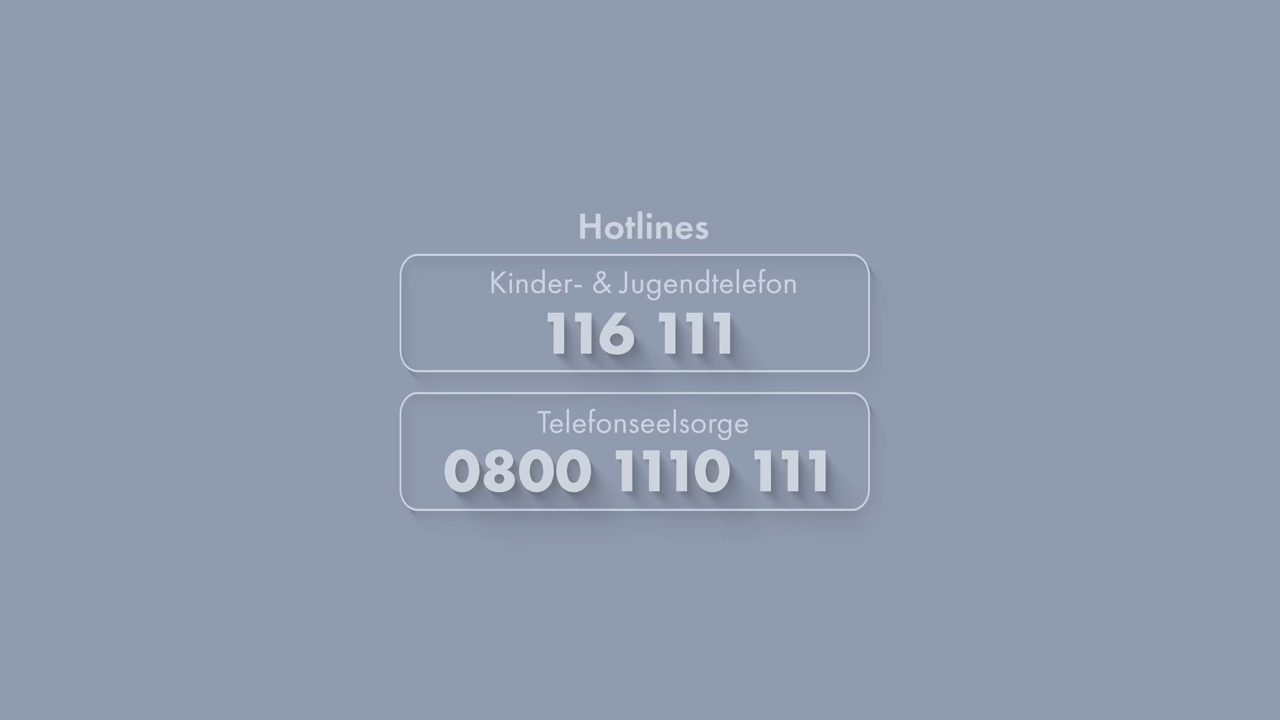 Hotlines
Kinder- & Jugendtelefon
116 111
Telefonseelsorge
0800 1110 111